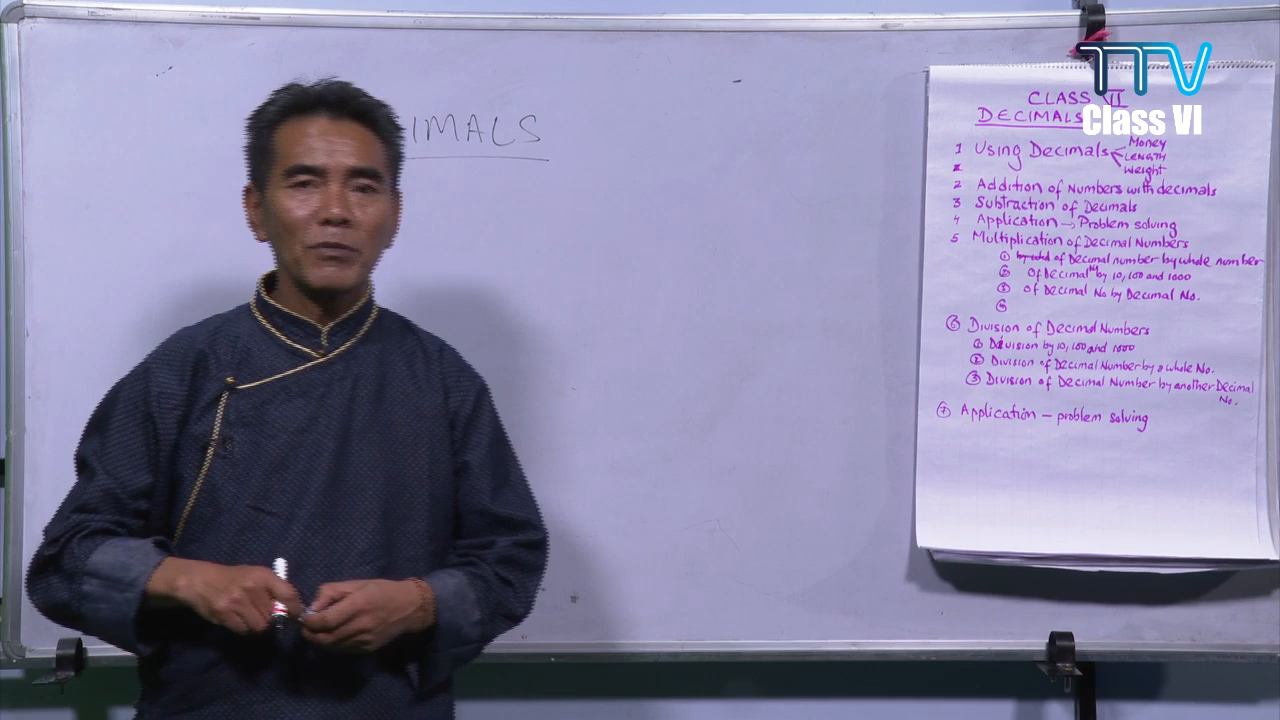 IMALS
TTV
Class VI
CLASS VI
DECIMALS
1 Using Decimals
Money
Length
Weight
2 Addition of Numbers with decimals
3 Subtraction of Decimals
4 Application → Problem solving
5 Multiplication of Decimal Numbers
① of Decimal number by whole number
② of Decimal No by 10, 100 and 1000
③ of Decimal No by Decimal No.
⑥ Division of Decimal Numbers
① Division by 10, 100 and 1000
② Division of Decimal Number by a whole No.
③ Division of Decimal Number by another Decimal
No.
⑦ Application – problem solving